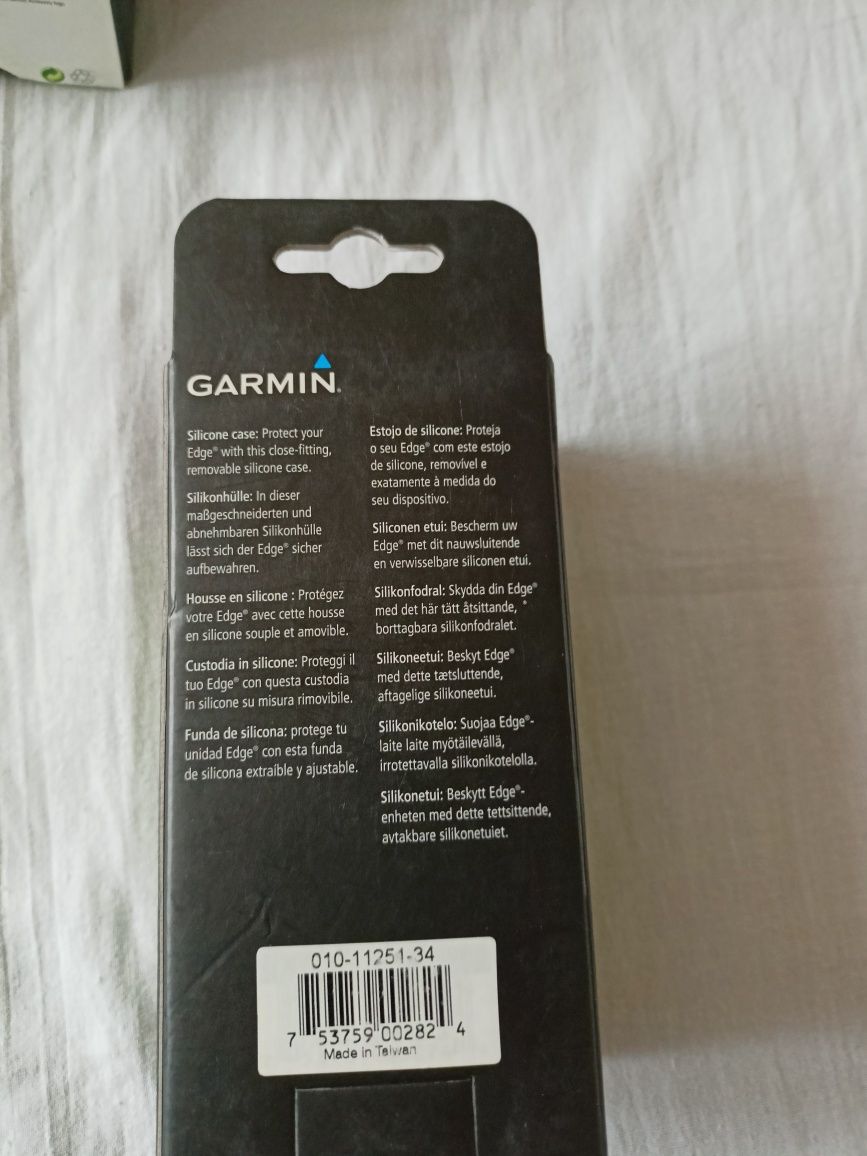 GARMIN.
Silicone case: Protect your
Edge® with this close-fitting,
removable silicone case.
Silikonhülle: In dieser
maßgeschneiderten und
abnehmbaren Silikonhülle
lässt sich der Edge® sicher
aufbewahren.
Housse en silicone : Protégez
votre Edge® avec cette housse
en silicone souple et amovible.
Custodia in silicone: Proteggi il
tuo Edge® con questa custodia
in silicone su misura rimovibile.
Funda de silicona: protege tu
unidad Edge® con esta funda
de silicona extraíble y ajustable.
Estojo de silicone: Proteja
o seu Edge® com este estojo
de silicone, removível e
exatamente à medida do
seu dispositivo.
Siliconen etui: Bescherm uw
Edge® met dit nauwsluitende
en verwisselbare siliconen etui.
Silikonfodral: Skydda din Edge®
med det här tätt åtsittande,
borttagbara silikonfodralet.
Silikoneetui: Beskyt Edge®
med dette tætsluttende,
aftagelige silikoneetui.
Silikonikotelo: Suojaa Edge®-
laite laite myötäilevällä,
irrotettavalla silikonikotelolla.
Silikonetui: Beskytt Edge®-
enheten med dette tettsittende,
avtakbare silikonetuiet.
010-11251-34
7 53759 00282 4
Made in Taiwan